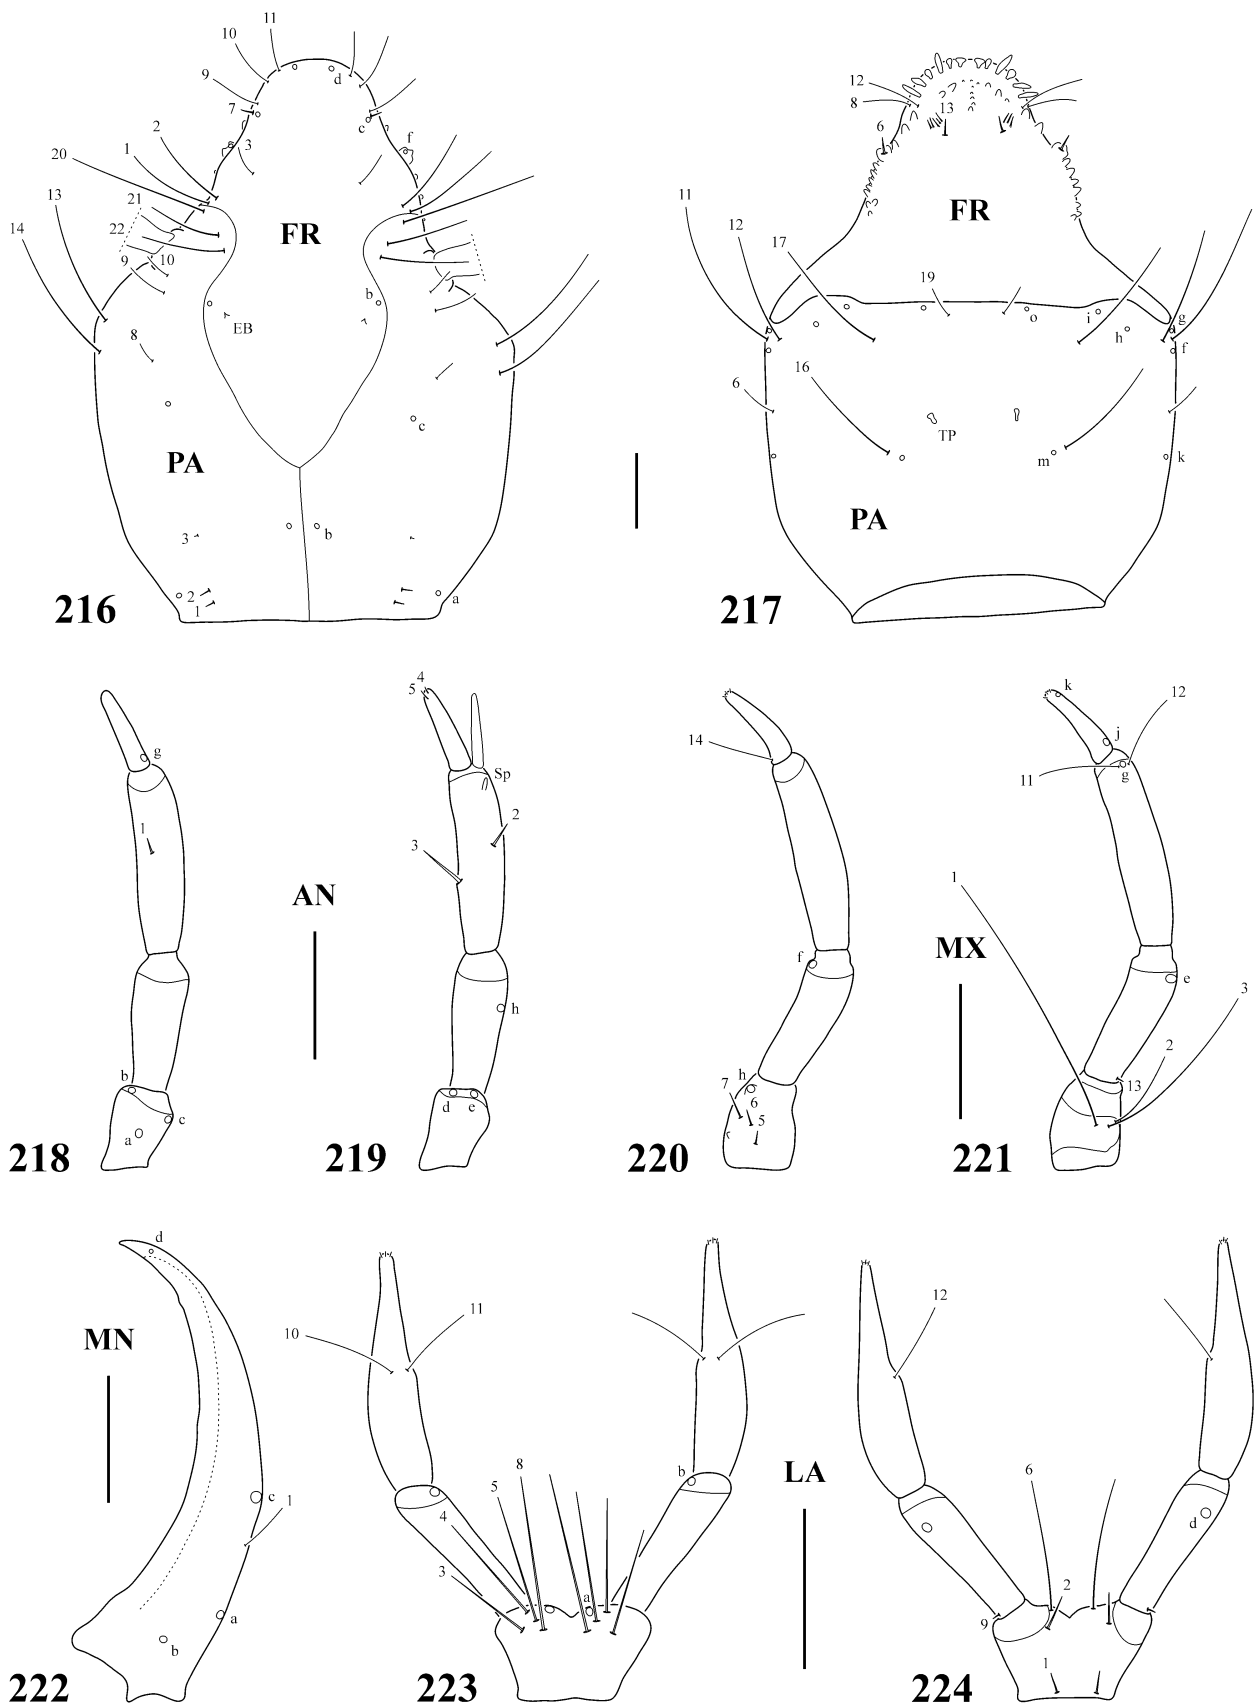 11
10
9
7
d
c
f
3
2
1
20
13
14
21
22
9
10
FR
b
EB
8
c
PA
3
b
2
1
a
216
12
8
13
6
FR
11
12
17
19
o
i
h
g
f
6
16
TP
m
k
PA
217
g
1
b
a
c
218
4
5
Sp
2
3
AN
h
d
e
219
14
f
h
7
6
5
220
k
12
j
11
g
1
MX
e
3
2
13
221
d
MN
c
1
a
b
222
10
11
b
8
5
4
3
a
223
LA
12
6
d
2
9
1
224